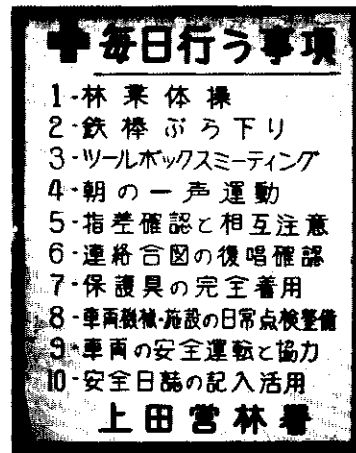 毎日行う事項
1-林業体操
2-鉄棒ぶら下り
3-ツールボックスミーティング
4-朝の一声運動
5-指差確認と相互注意
6-連絡合図の復唱確認
7-保護具の完全着用
8-車両機械・施設の日常点検整備
9-車両の安全運転と協力
10-安全日誌の記入活用
上田営林署